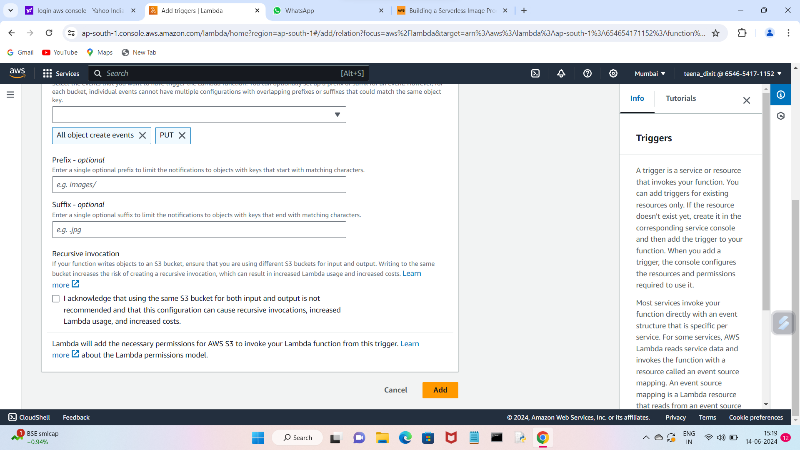 login aws console - Yahoo India
Add triggers | Lambda
WhatsApp
Building a Serverless Image Pro
ap-south-1.console.aws.amazon.com/lambda/home?region=ap-south-1#/add/relation?focus=aws%2Flambda&target=arn%3Aaws%3Alambda%3Aap-south-1%3A654654171152%3Afunction%...
Gmail
YouTube
Maps
New Tab
aws
Services
Search
[Alt+S]
Mumbai
teena_dixit @ 6546-5417-1152
each bucket, individual events cannot have multiple configurations with overlapping prefixes or suffixes that could match the same object
key.
All object create events
PUT
Prefix - optional
Enter a single optional prefix to limit the notifications to objects with keys that start with matching characters.
e.g. images/
Suffix - optional
Enter a single optional suffix to limit the notifications to objects with keys that end with matching characters.
e.g. .jpg
Recursive invocation
If your function writes objects to an S3 bucket, ensure that you are using different S3 buckets for input and output. Writing to the same
bucket increases the risk of creating a recursive invocation, which can result in increased Lambda usage and increased costs. Learn
more
I acknowledge that using the same S3 bucket for both input and output is not
recommended and that this configuration can cause recursive invocations, increased
Lambda usage, and increased costs.
Lambda will add the necessary permissions for AWS S3 to invoke your Lambda function from this trigger. Learn
more about the Lambda permissions model.
Cancel
Add
Info
Tutorials
Triggers
A trigger is a service or resource
that invokes your function. You
can add triggers for existing
resources only. If the resource
doesn't exist yet, create it in the
corresponding service console
and then add the trigger to your
function. When you add a
trigger, the console configures
the resources and permissions
required to use it.
Most services invoke your
function directly with an event
structure that is specific per
service. For some services, AWS
Lambda reads service data and
invokes the function with a
resource called an event source
mapping. An event source
mapping is a Lambda resource
that reads from an event source
CloudShell
Feedback
© 2024, Amazon Web Services, Inc. or its affiliates.
Privacy
Terms
Cookie preferences
BSE smlcap
+0.94%
Search
ENG
IN
15:19
14-06-2024
12